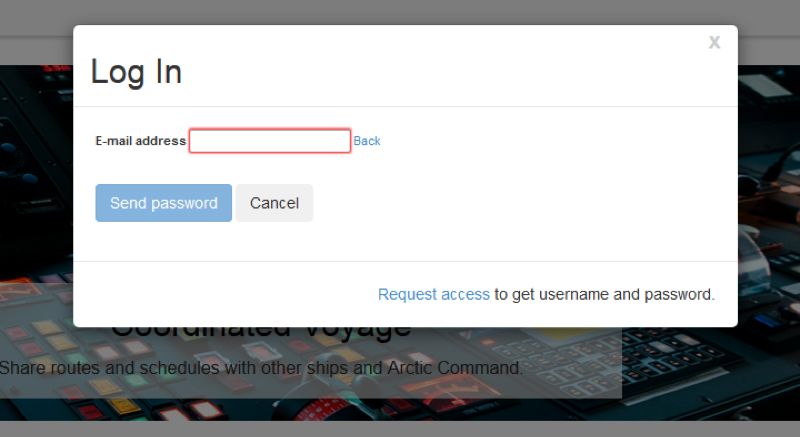 x
Log In
E-mail address Back
Send password Cancel
Request access to get username and password.
Coordinated Voyage
Share routes and schedules with other ships and Arctic Command.